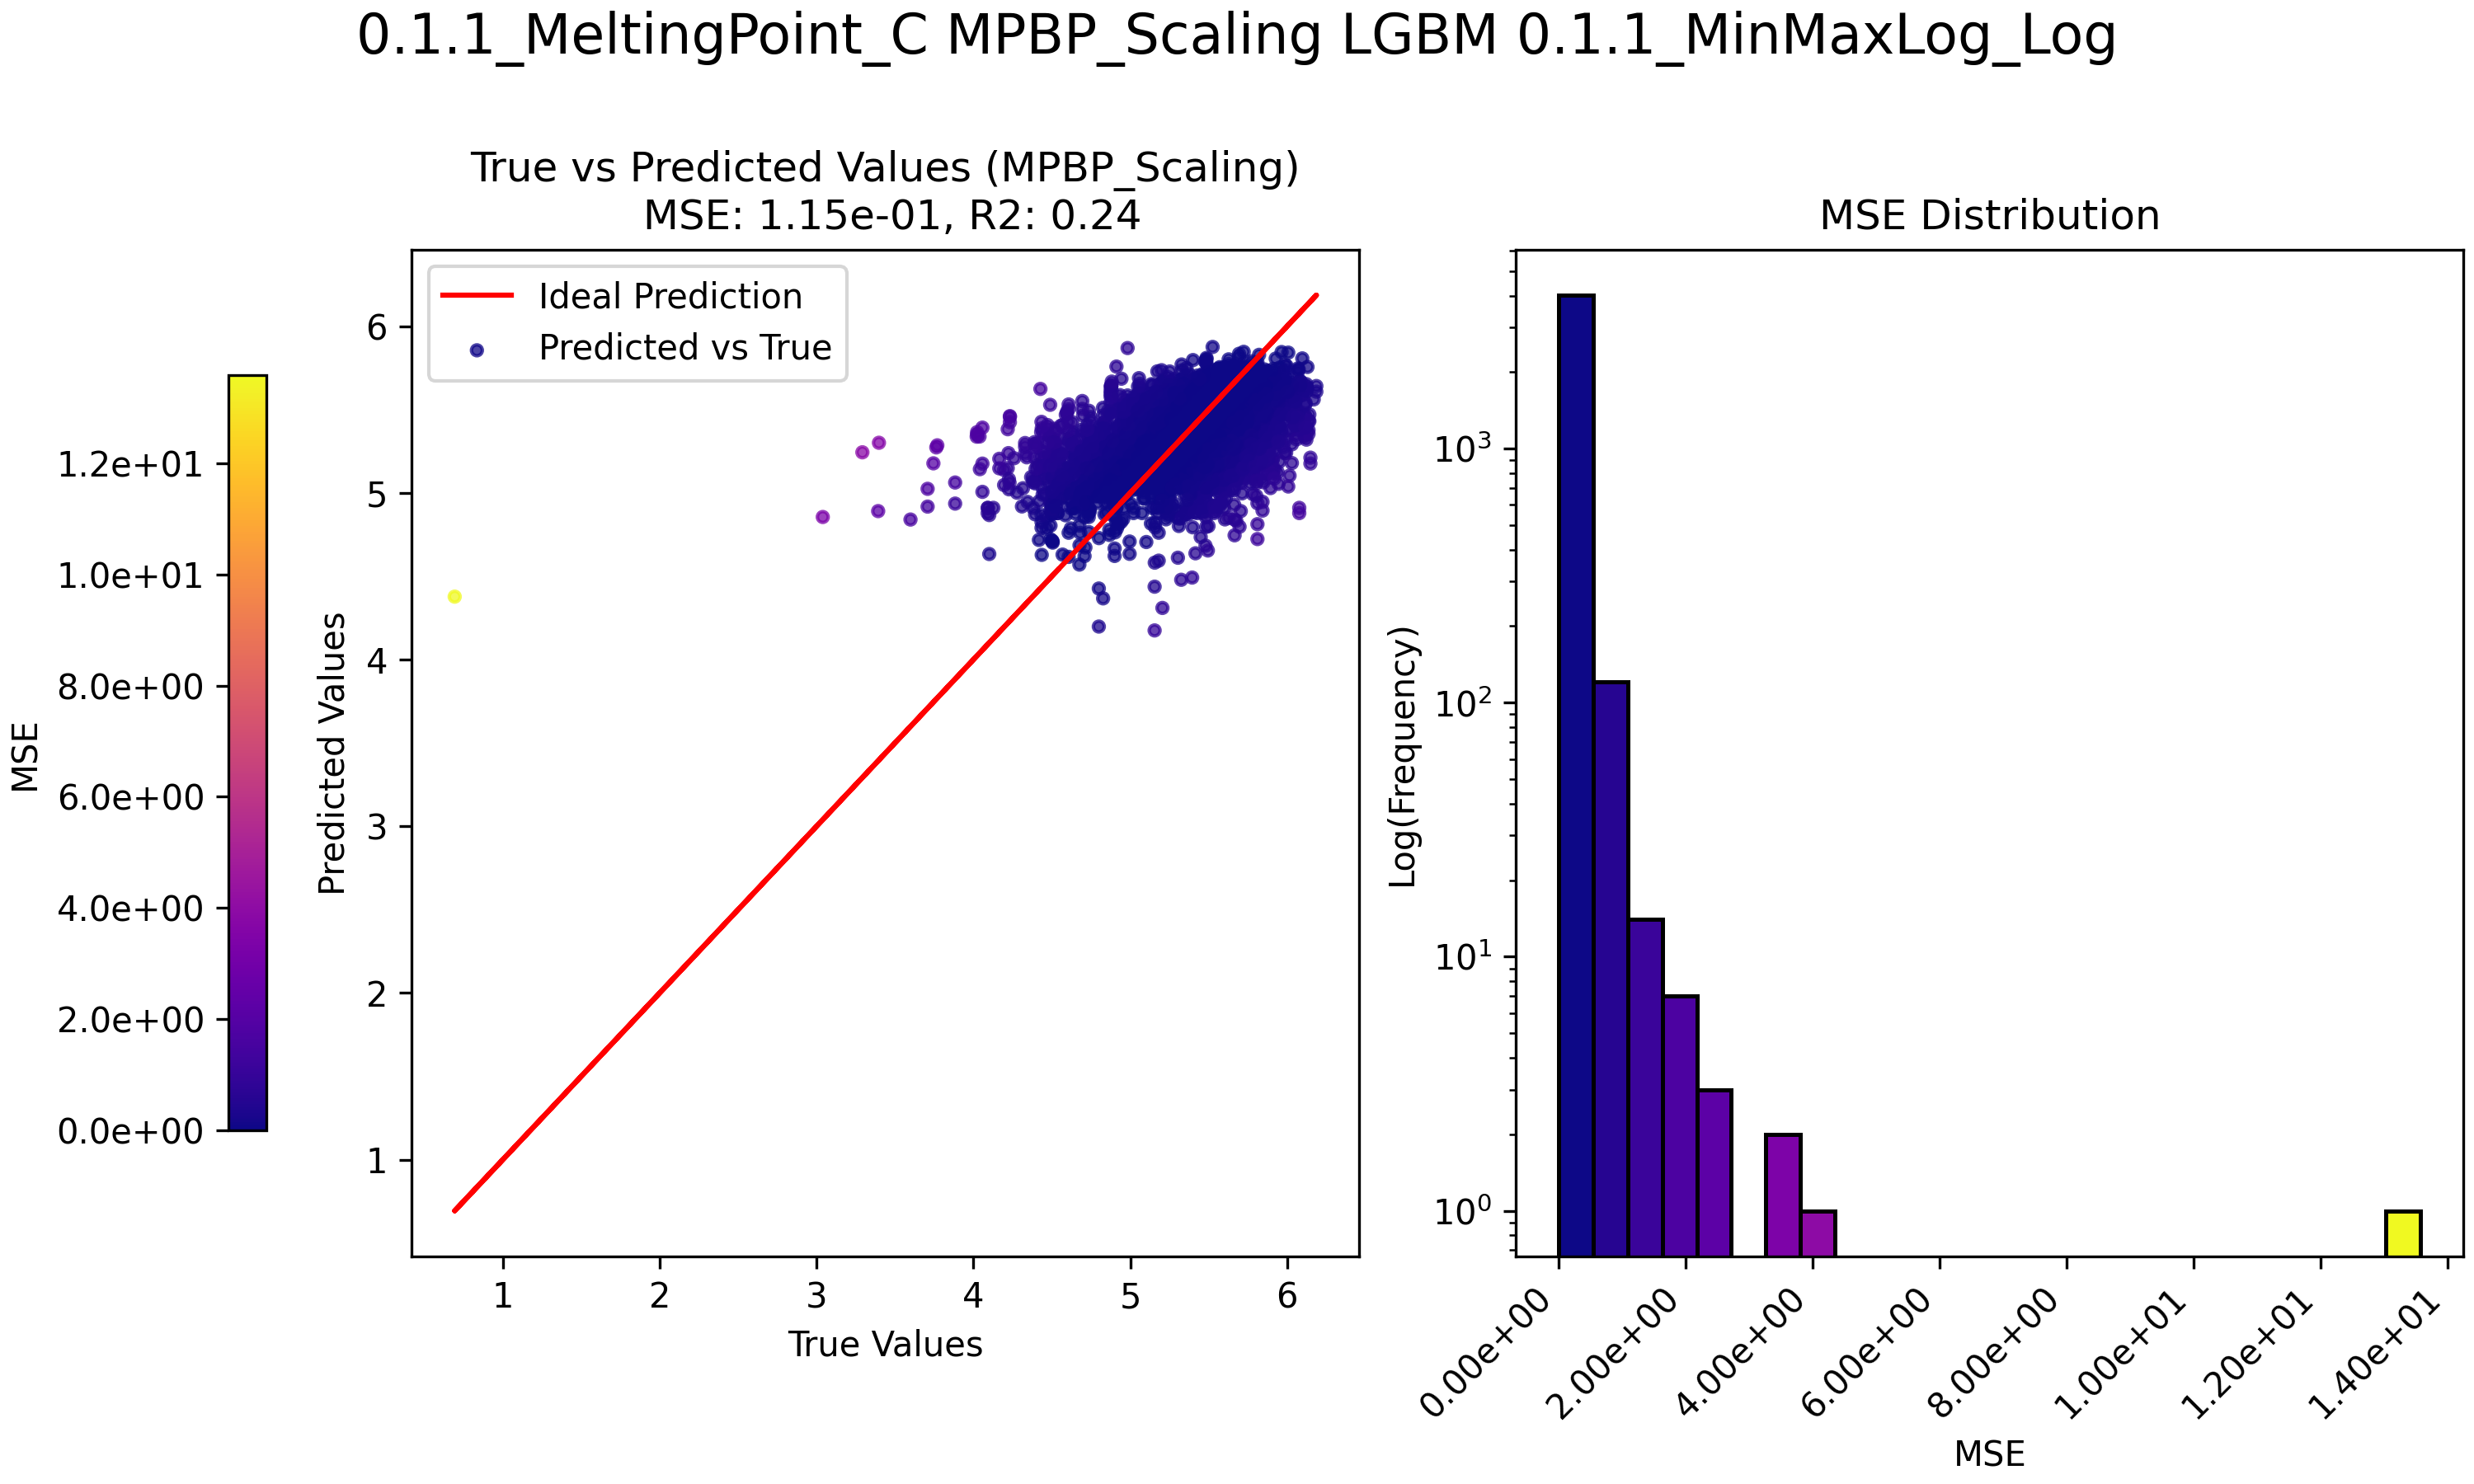 0.1.1_MeltingPoint_C MPBP_Scaling LGBM 0.1.1_MinMaxLog_Log
True vs Predicted Values (MPBP_Scaling)
MSE: 1.15e-01, R2: 0.24
MSE Distribution
Ideal Prediction
Predicted vs True
MSE
1.2e+01
1.0e+01
8.0e+00
6.0e+00
4.0e+00
2.0e+00
0.0e+00
Predicted Values
6
5
4
3
2
1
1 2 3 4 5 6
True Values
Log(Frequency)
10³
10²
10¹
10⁰
0.00e+00 2.00e+00 4.00e+00 6.00e+00 8.00e+00 1.00e+01 1.20e+01 1.40e+01
MSE